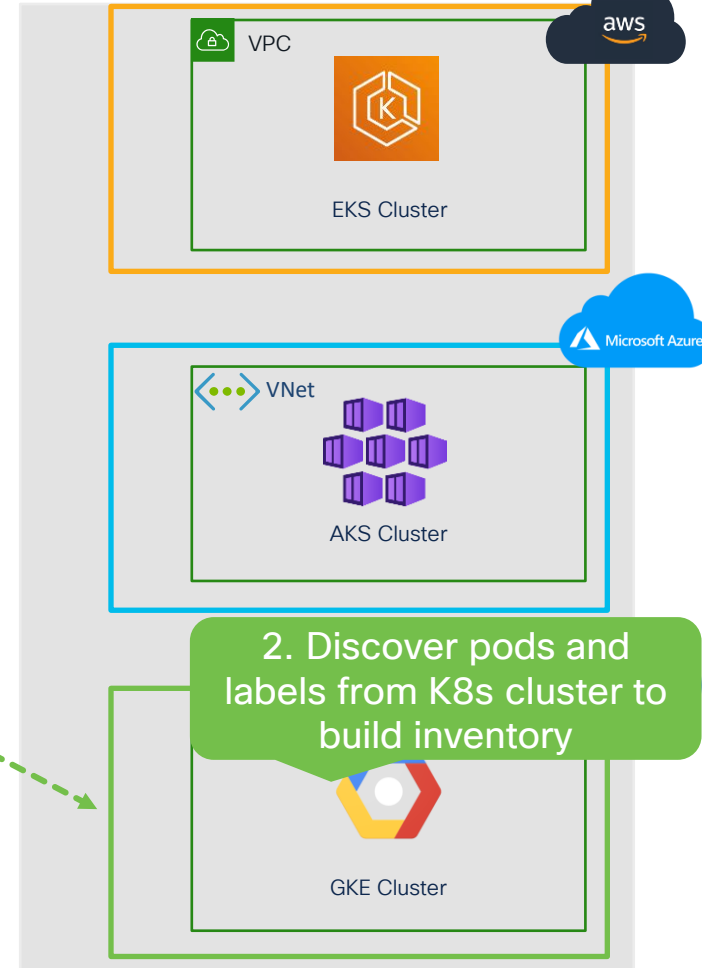 aws
VPC
EKS Cluster
Microsoft Azure
VNet
AKS Cluster
2. Discover pods and
labels from K8s cluster to
build inventory
GKE Cluster